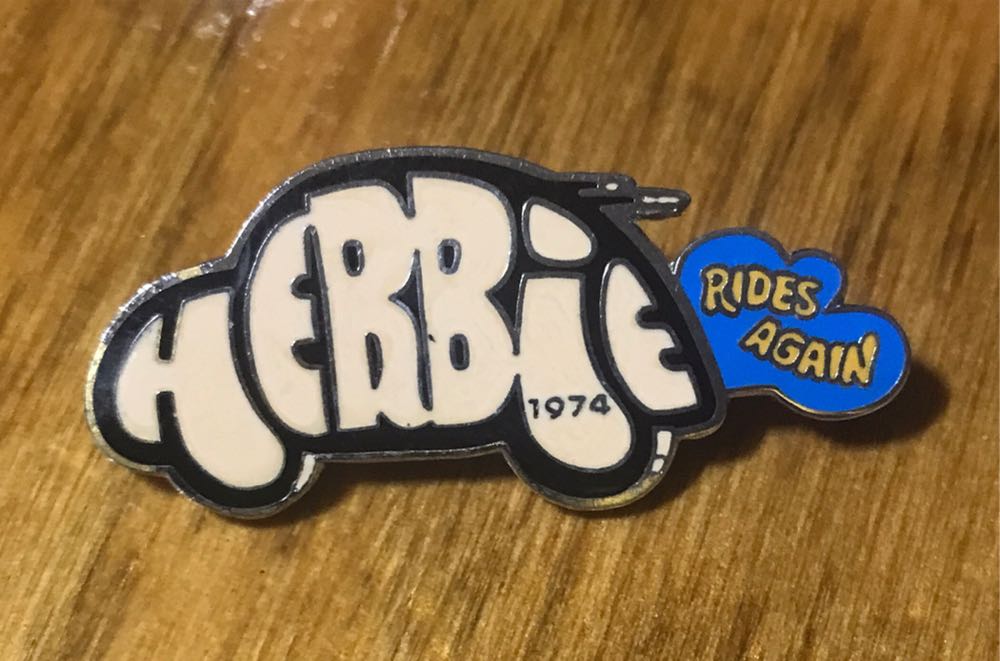 HERBIE
1974
RIDES
AGAIN